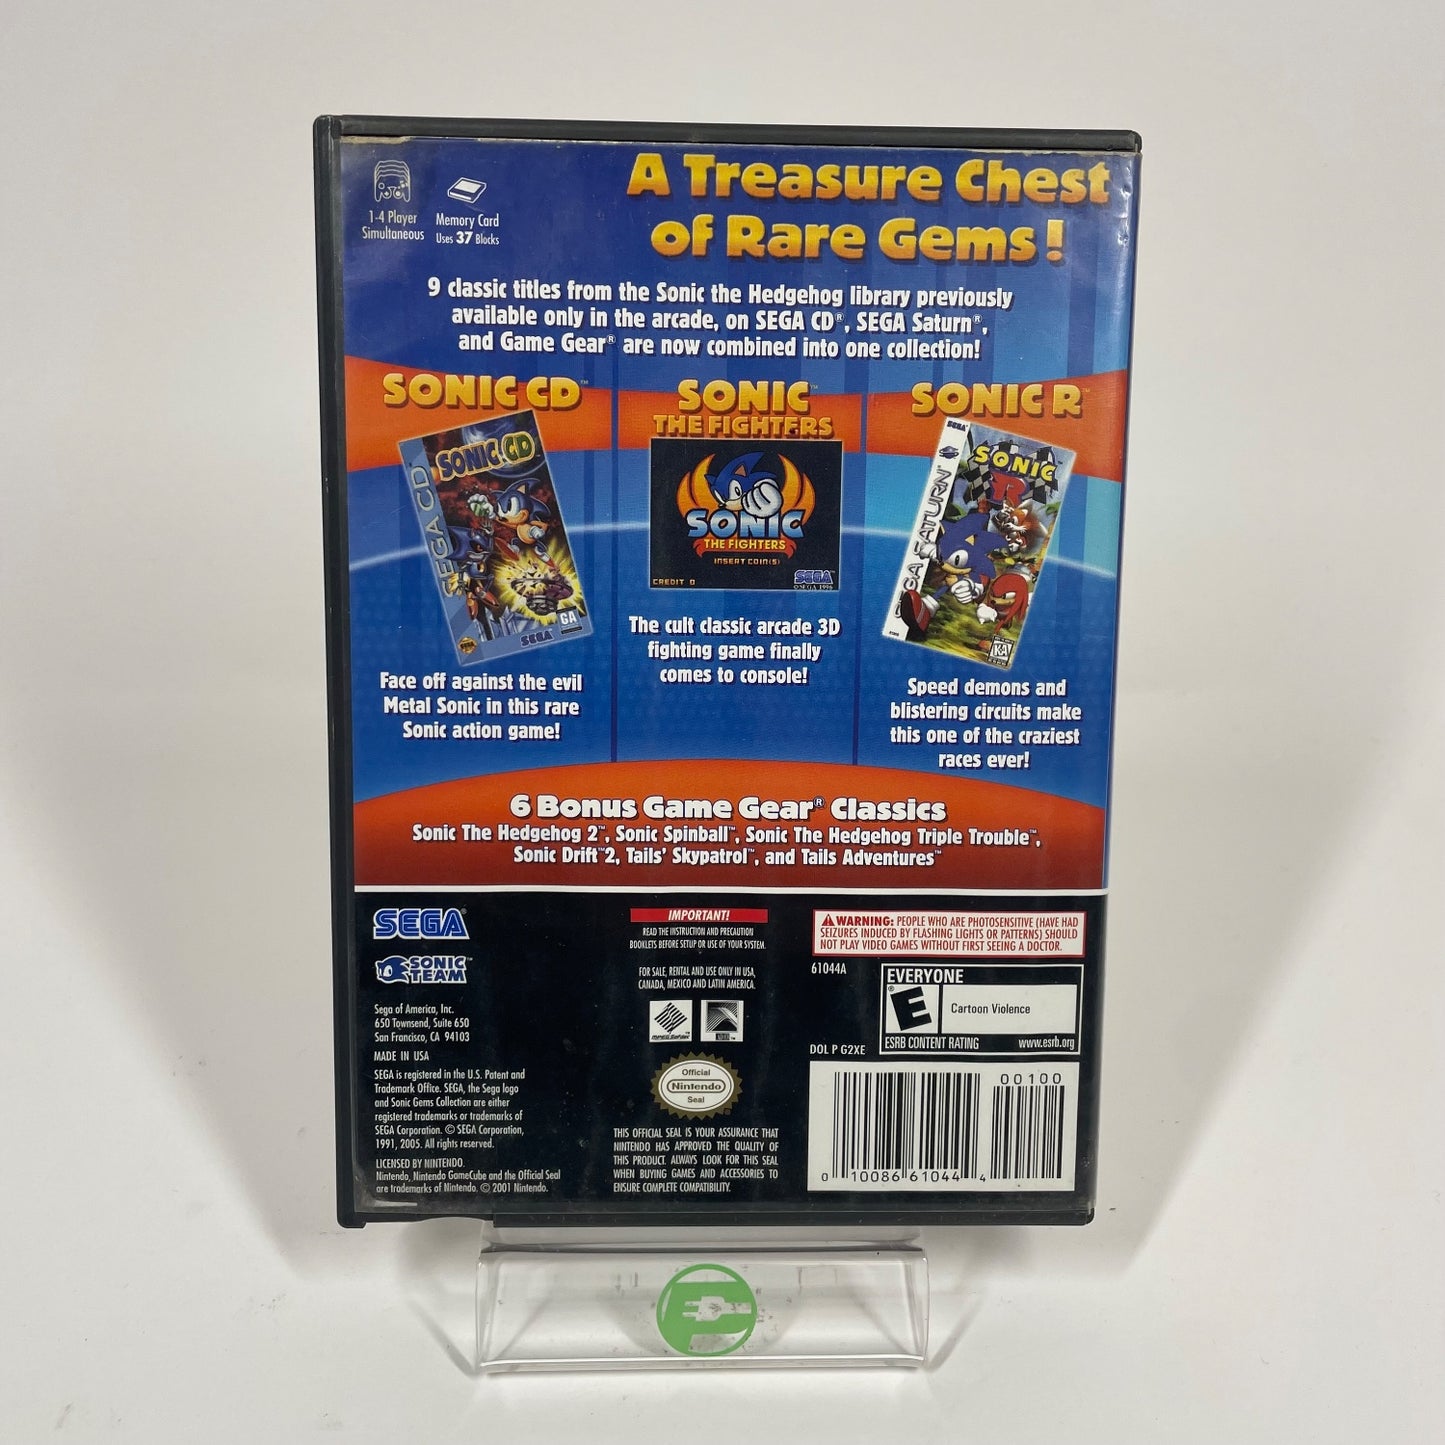 A Treasure Chest
of Rare Gems!
1-4 Player
Simultaneous
Memory Card
Uses 37 Blocks
9 classic titles from the Sonic the Hedgehog library previously
available only in the arcade, on SEGA CD®, SEGA Saturn®,
and Game Gear® are now combined into one collection!
SONIC CD™
SEGA CD
SONIC CD
SEGA
GA
Face off against the evil
Metal Sonic in this rare
Sonic action game!
SONIC™
THE FIGHTERS
SONIC
THE FIGHTERS
INSERT COIN(S)
CREDIT 0
SEGA
©SEGA 1996
The cult classic arcade 3D
fighting game finally
comes to console!
SONIC R™
SEGA
SEGA SATURN
SONIC
R
KA
Speed demons and
blistering circuits make
this one of the craziest
races ever!
6 Bonus Game Gear® Classics
Sonic The Hedgehog 2™, Sonic Spinball™, Sonic The Hedgehog Triple Trouble™,
Sonic Drift™2, Tails' Skypatrol™, and Tails Adventures™
SEGA®
SONIC
TEAM™
Sega of America, Inc.
650 Townsend, Suite 650
San Francisco, CA 94103
MADE IN USA
SEGA is registered in the U.S. Patent and
Trademark Office. SEGA, the Sega logo
and Sonic Gems Collection are either
registered trademarks or trademarks of
SEGA Corporation. © SEGA Corporation,
1991, 2005. All rights reserved.
LICENSED BY NINTENDO.
Nintendo, Nintendo GameCube and the Official Seal
are trademarks of Nintendo. © 2001 Nintendo.
IMPORTANT!
READ THE INSTRUCTION AND PRECAUTION
BOOKLETS BEFORE SETUP OR USE OF YOUR SYSTEM.
FOR SALE, RENTAL AND USE ONLY IN USA,
CANADA, MEXICO AND LATIN AMERICA.
MPEG Sofdec™
ADX™
Official
Nintendo
Seal
THIS OFFICIAL SEAL IS YOUR ASSURANCE THAT
NINTENDO HAS APPROVED THE QUALITY OF
THIS PRODUCT. ALWAYS LOOK FOR THIS SEAL
WHEN BUYING GAMES AND ACCESSORIES TO
ENSURE COMPLETE COMPATIBILITY.
WARNING: PEOPLE WHO ARE PHOTOSENSITIVE (HAVE HAD
SEIZURES INDUCED BY FLASHING LIGHTS OR PATTERNS) SHOULD
NOT PLAY VIDEO GAMES WITHOUT FIRST SEEING A DOCTOR.
61044A
EVERYONE
E
®
Cartoon Violence
ESRB CONTENT RATING www.esrb.org
DOL P G2XE
00100
0 10086 61044 4